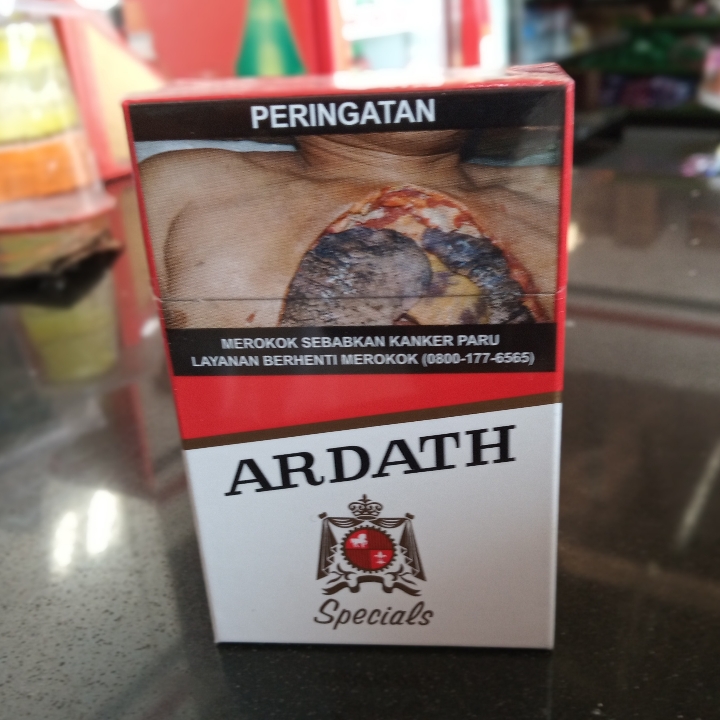 PERINGATAN
MEROKOK SEBABKAN KANKER PARU
LAYANAN BERHENTI MEROKOK (0800-177-6565)
ARDATH
Specials